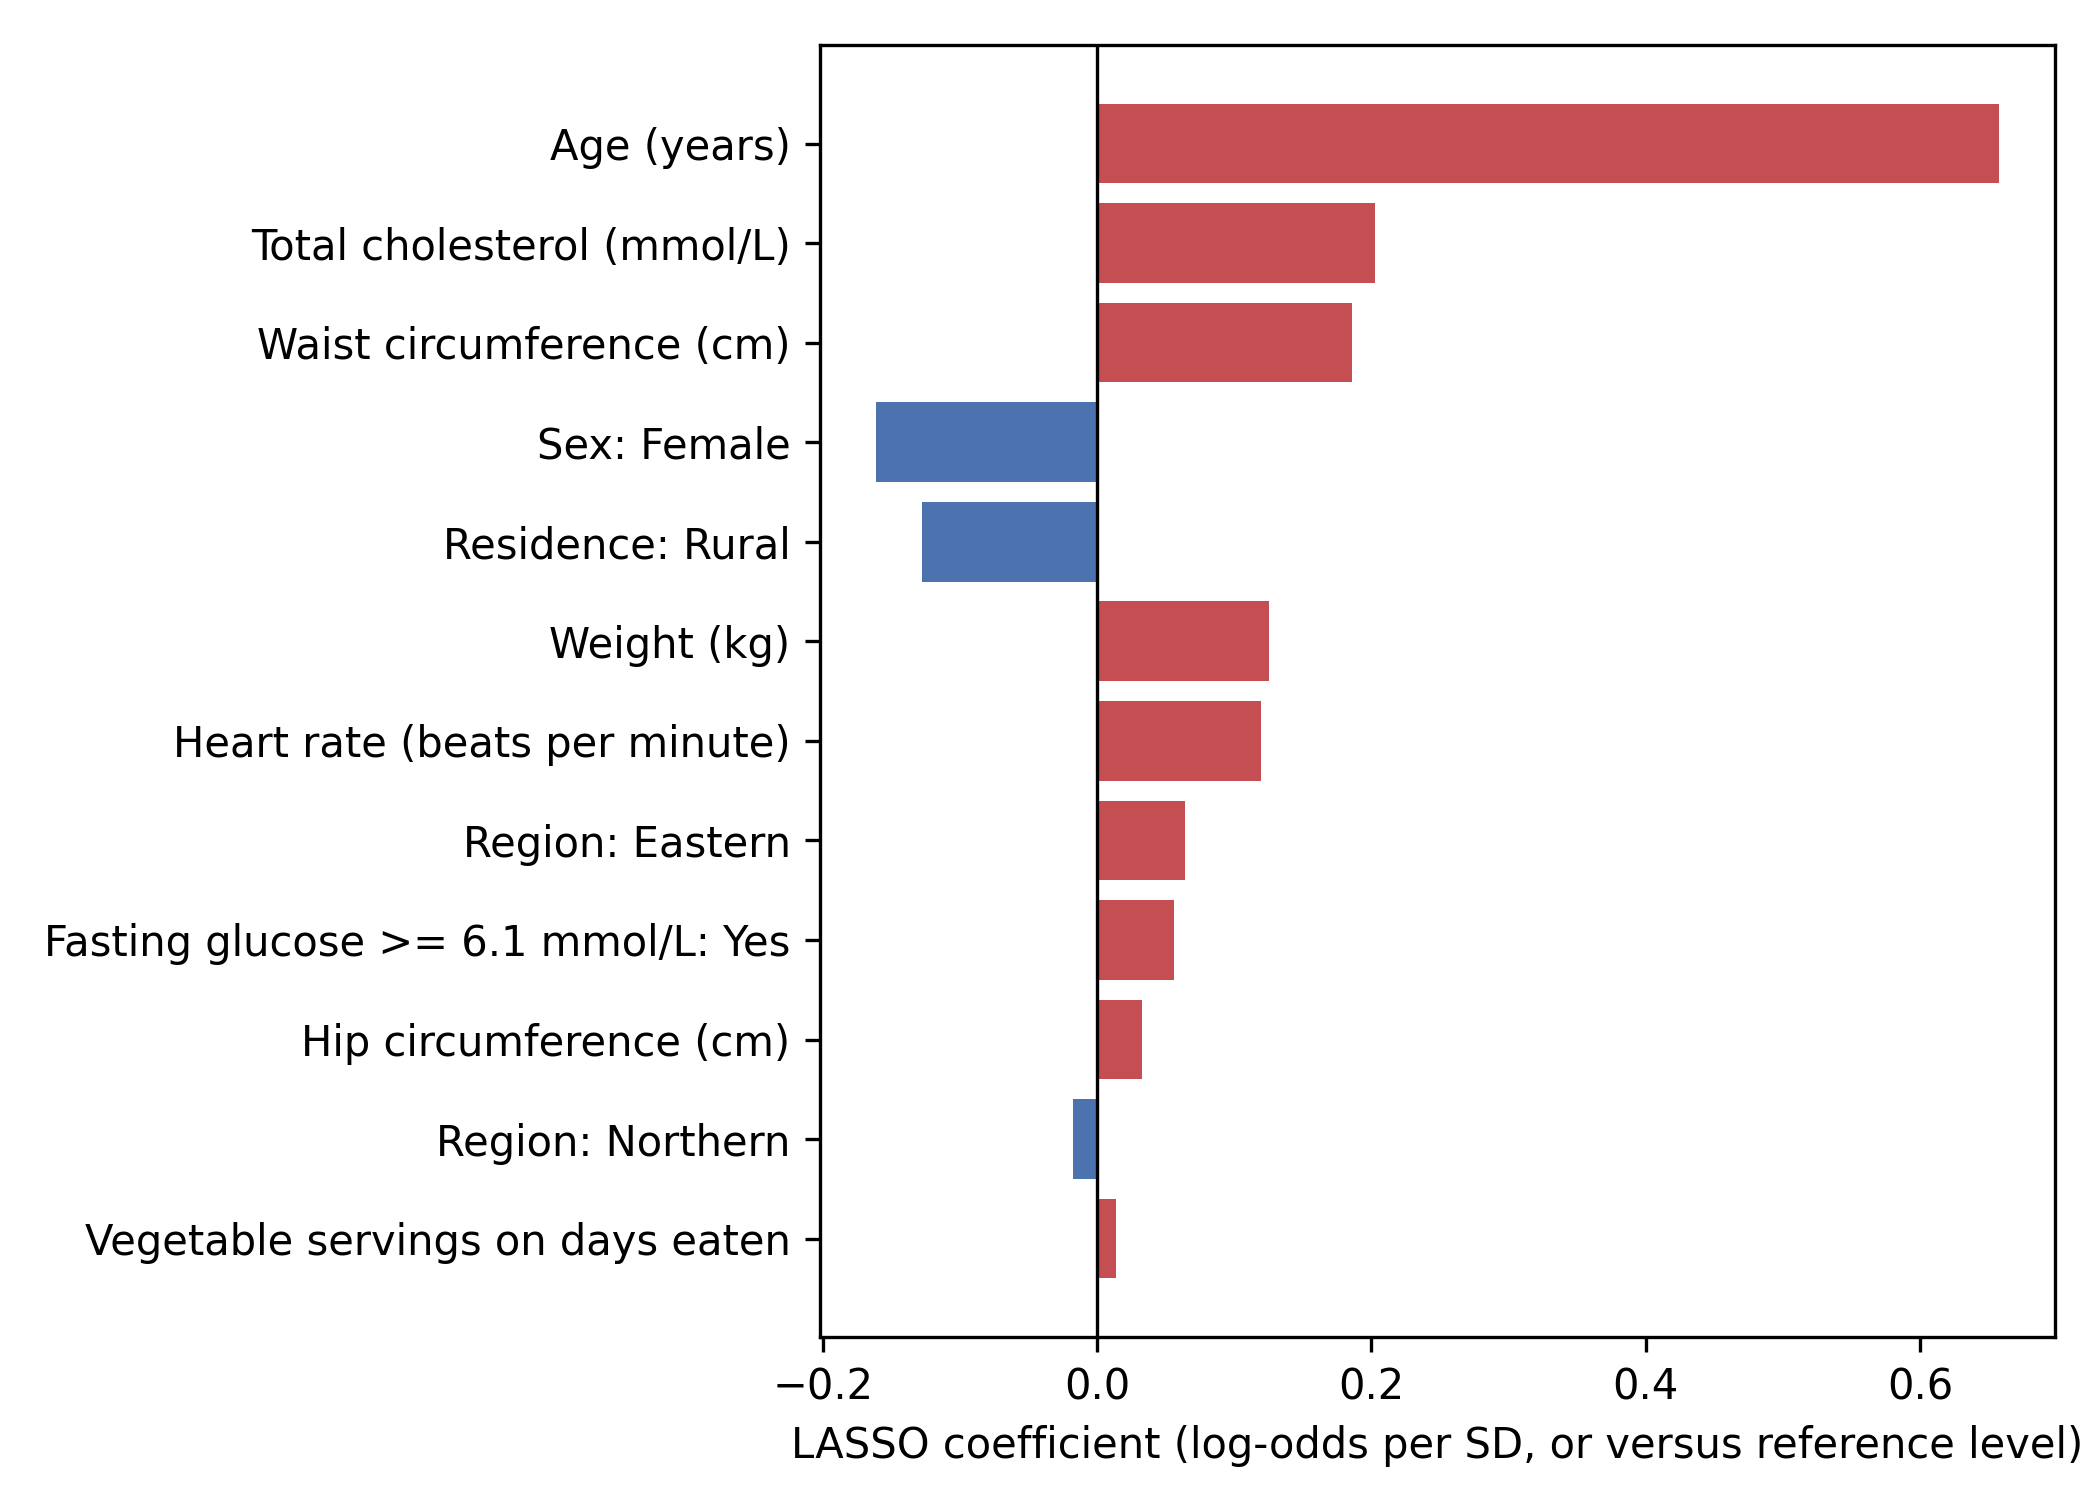 Age (years)
Total cholesterol (mmol/L)
Waist circumference (cm)
Sex: Female
Residence: Rural
Weight (kg)
Heart rate (beats per minute)
Region: Eastern
Fasting glucose >= 6.1 mmol/L: Yes
Hip circumference (cm)
Region: Northern
Vegetable servings on days eaten
−0.2 0.0 0.2 0.4 0.6
LASSO coefficient (log-odds per SD, or versus reference level)